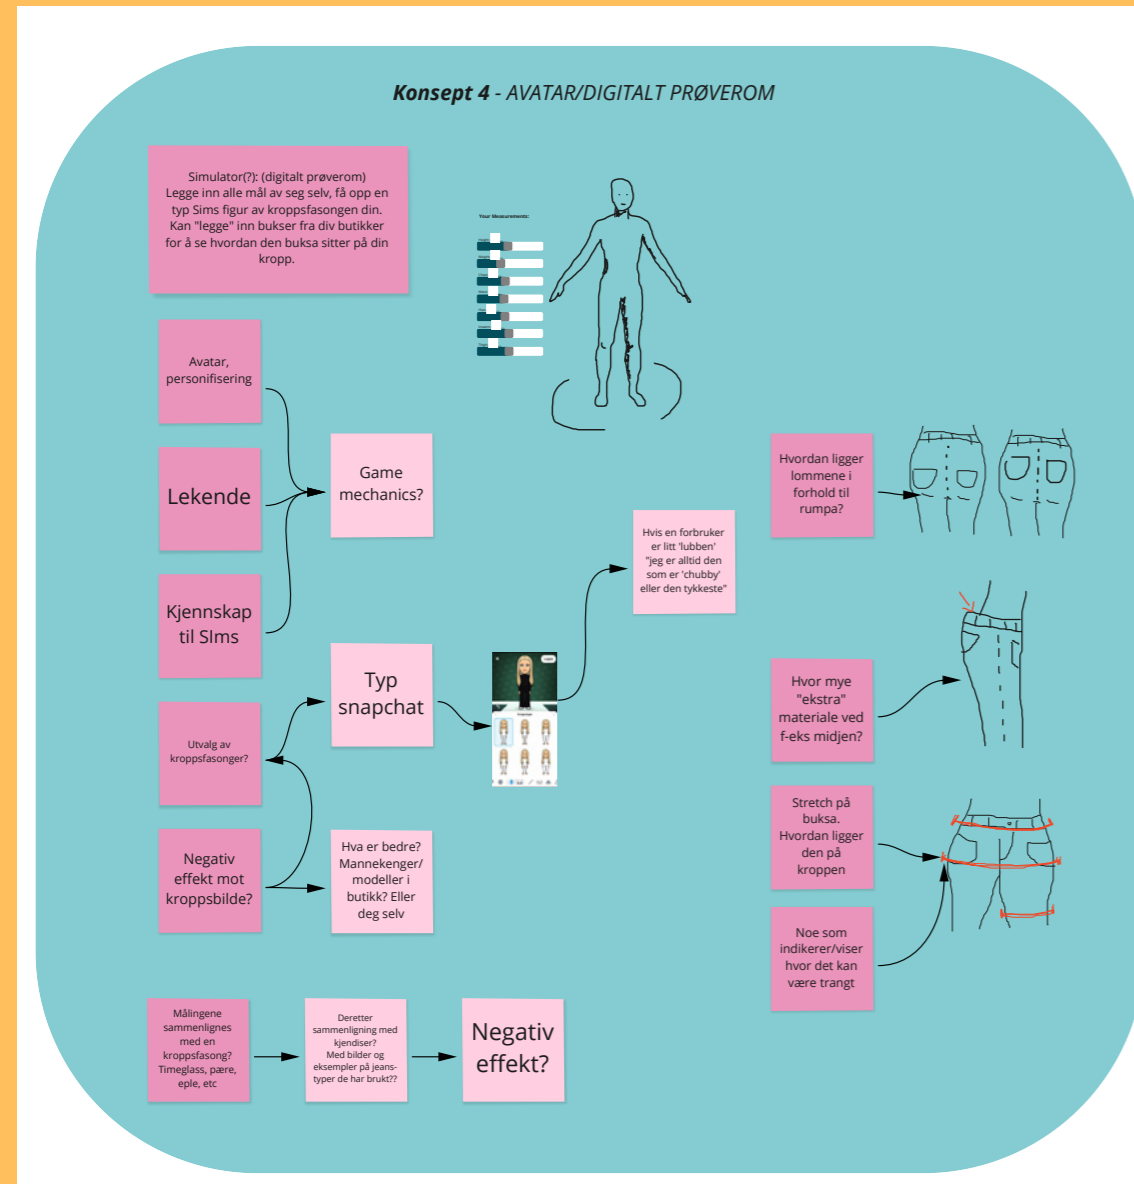 Konsept 4 - AVATAR/DIGITALT PRØVEROM
Simulator(?): (digitalt prøverom)
Legge inn alle mål av seg selv, få opp en
typ Sims figur av kroppsfasongen din.
Kan "legge" inn bukser fra div butikker
for å se hvordan den buksa sitter på din
kropp.
Your Measurements:
Avatar,
personifisering
Lekende
Kjennskap
til SIms
Game
mechanics?
Utvalg av
kroppsfasonger?
Negativ
effekt mot
kroppsbilde?
Typ
snapchat
Hva er bedre?
Mannekenger/
modeller i
butikk? Eller
deg selv
Hvis en forbruker
er litt 'lubben'
"jeg er alltid den
som er 'chubby'
eller den tykkeste"
Hvordan ligger
lommene i
forhold til
rumpa?
Hvor mye
"ekstra"
materiale ved
f-eks midjen?
Stretch på
buksa.
Hvordan ligger
den på
kroppen
Noe som
indikerer/viser
hvor det kan
være trangt
Målingene
sammenlignes
med en
kroppsfasong?
Timeglass, pære,
eple, etc
Deretter
sammenligning med
kjendiser?
Med bilder og
eksempler på jeans-
typer de har brukt??
Negativ
effekt?